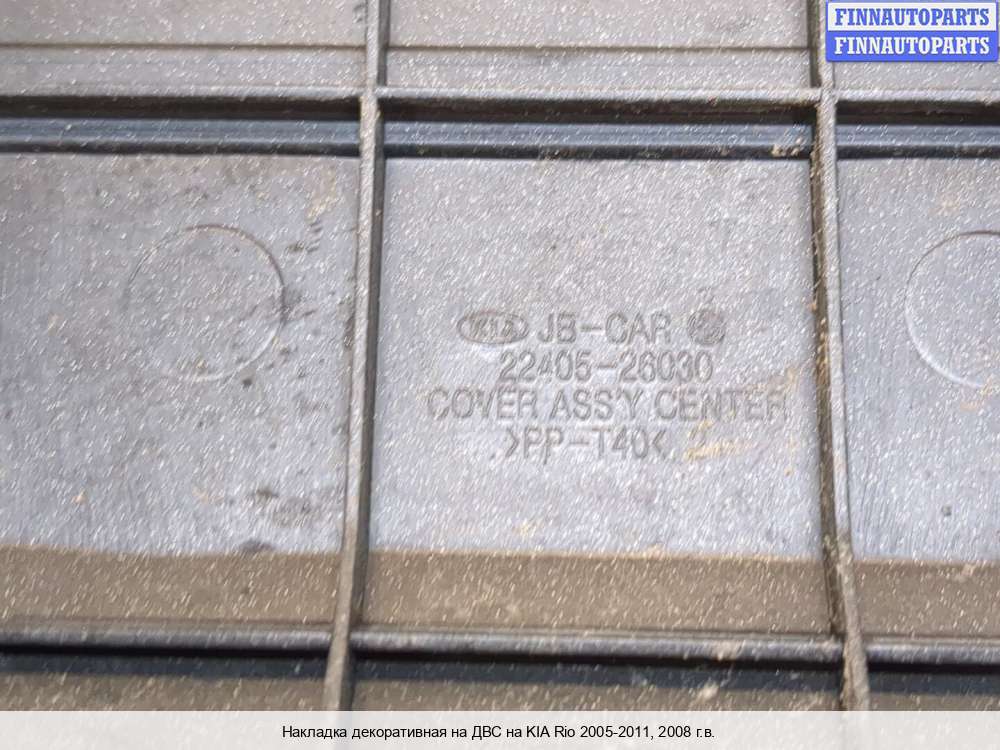 FINNAUTOPARTS
FINNAUTOPARTS
KIA JB-CAR
22405-26030
COVER ASS'Y CENTER
>PP-T40<
Накладка декоративная на ДВС на KIA Rio 2005-2011, 2008 г.в.